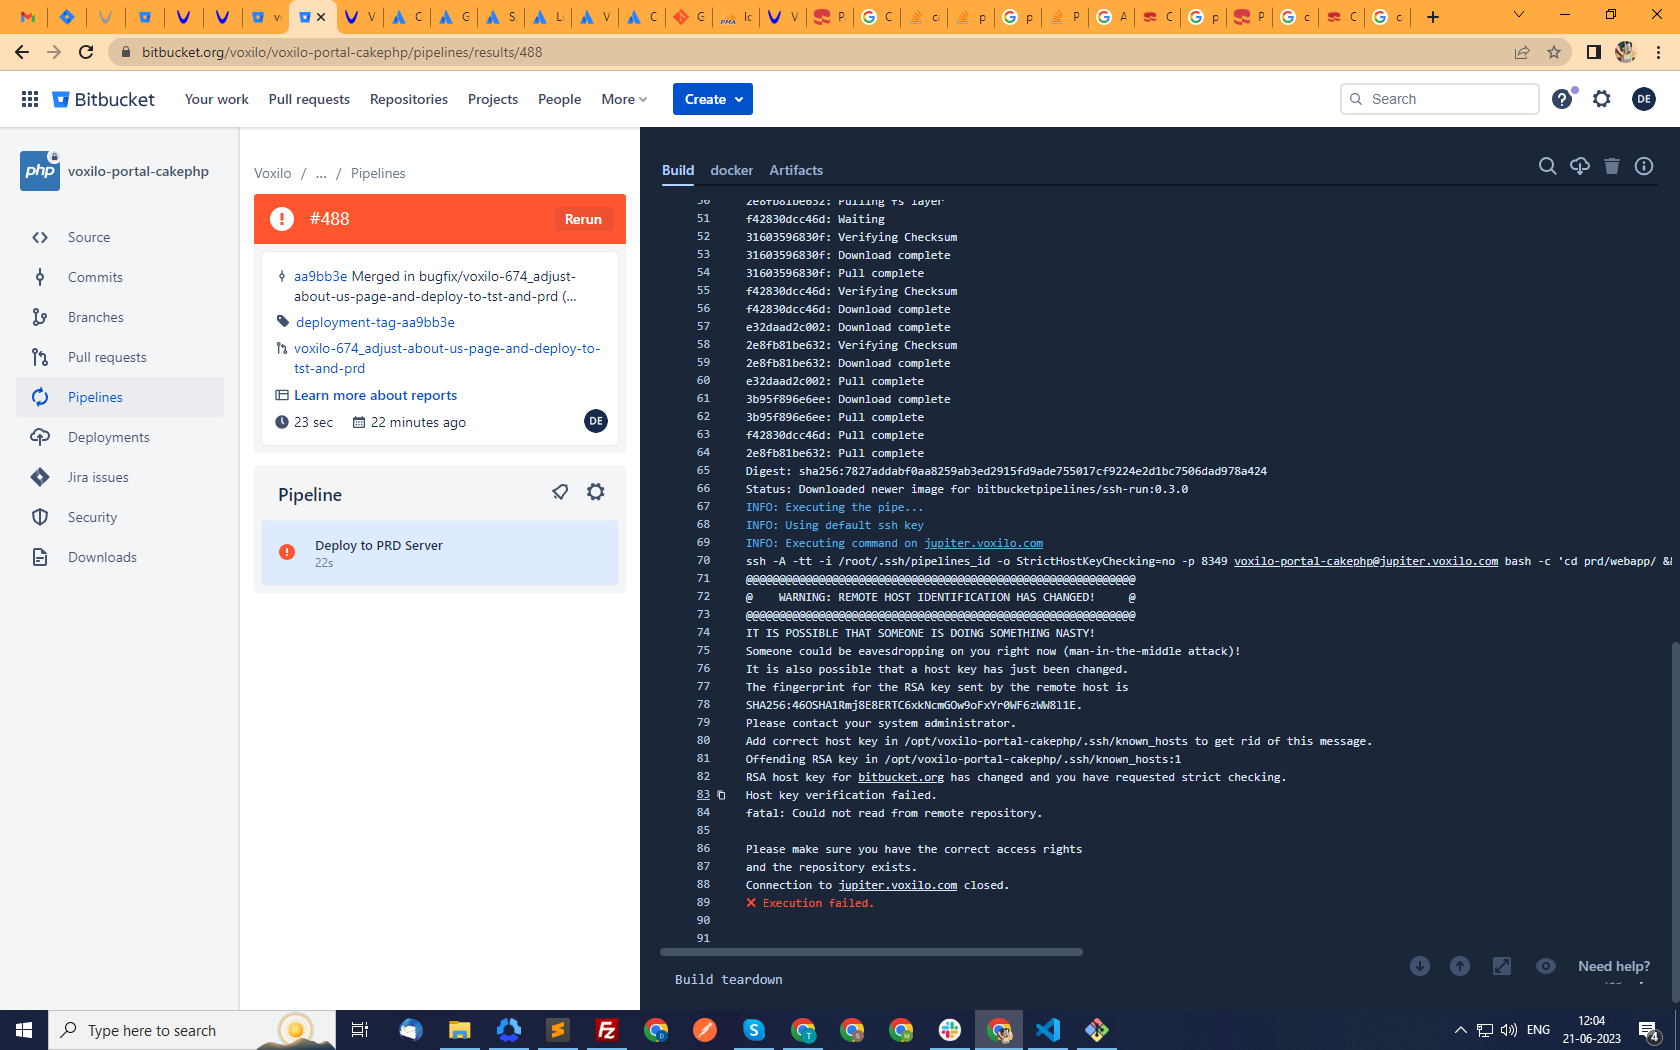 G
S
Li
V
C
G
Ic
V
P
C
ca
p
p
P
A
C
p
P
c
C
c
bitbucket.org/voxilo/voxilo-portal-cakephp/pipelines/results/488
Bitbucket
Your work
Pull requests
Repositories
Projects
People
More
Create
Search
DE
php
voxilo-portal-cakephp
Source
Commits
Branches
Pull requests
Pipelines
Deployments
Jira issues
Security
Downloads
Voxilo / ... / Pipelines
#488
Rerun
aa9bb3e Merged in bugfix/voxilo-674_adjust-
about-us-page-and-deploy-to-tst-and-prd (...
deployment-tag-aa9bb3e
voxilo-674_adjust-about-us-page-and-deploy-to-
tst-and-prd
Learn more about reports
23 sec 22 minutes ago
DE
Pipeline
Deploy to PRD Server
22s
Build docker Artifacts
50 2e8fb81be632: Pulling fs layer
51 f42830dcc46d: Waiting
52 31603596830f: Verifying Checksum
53 31603596830f: Download complete
54 31603596830f: Pull complete
55 f42830dcc46d: Verifying Checksum
56 f42830dcc46d: Download complete
57 e32daad2c002: Download complete
58 2e8fb81be632: Verifying Checksum
59 2e8fb81be632: Download complete
60 e32daad2c002: Pull complete
61 3b95f896e6ee: Download complete
62 3b95f896e6ee: Pull complete
63 f42830dcc46d: Pull complete
64 2e8fb81be632: Pull complete
65 Digest: sha256:7827addabf0aa8259ab3ed2915fd9ade755017cf9224e2d1bc7506dad978a424
66 Status: Downloaded newer image for bitbucketpipelines/ssh-run:0.3.0
67 INFO: Executing the pipe...
68 INFO: Using default ssh key
69 INFO: Executing command on jupiter.voxilo.com
70 ssh -A -tt -i /root/.ssh/pipelines_id -o StrictHostKeyChecking=no -p 8349 voxilo-portal-cakephp@jupiter.voxilo.com bash -c 'cd prd/webapp/ &&
71 @@@@@@@@@@@@@@@@@@@@@@@@@@@@@@@@@@@@@@@@@@@@@@@@@@@@@@@@@@@
72 @ WARNING: REMOTE HOST IDENTIFICATION HAS CHANGED! @
73 @@@@@@@@@@@@@@@@@@@@@@@@@@@@@@@@@@@@@@@@@@@@@@@@@@@@@@@@@@@
74 IT IS POSSIBLE THAT SOMEONE IS DOING SOMETHING NASTY!
75 Someone could be eavesdropping on you right now (man-in-the-middle attack)!
76 It is also possible that a host key has just been changed.
77 The fingerprint for the RSA key sent by the remote host is
78 SHA256:46OSHA1Rmj8E8ERTC6xkNcmGOw9oFxYr0WF6zWW8l1E.
79 Please contact your system administrator.
80 Add correct host key in /opt/voxilo-portal-cakephp/.ssh/known_hosts to get rid of this message.
81 Offending RSA key in /opt/voxilo-portal-cakephp/.ssh/known_hosts:1
82 RSA host key for bitbucket.org has changed and you have requested strict checking.
83 Host key verification failed.
84 fatal: Could not read from remote repository.
85
86 Please make sure you have the correct access rights
87 and the repository exists.
88 Connection to jupiter.voxilo.com closed.
89 Execution failed.
90
91
Build teardown
Need help?
Type here to search
ENG
12:04
21-06-2023
4